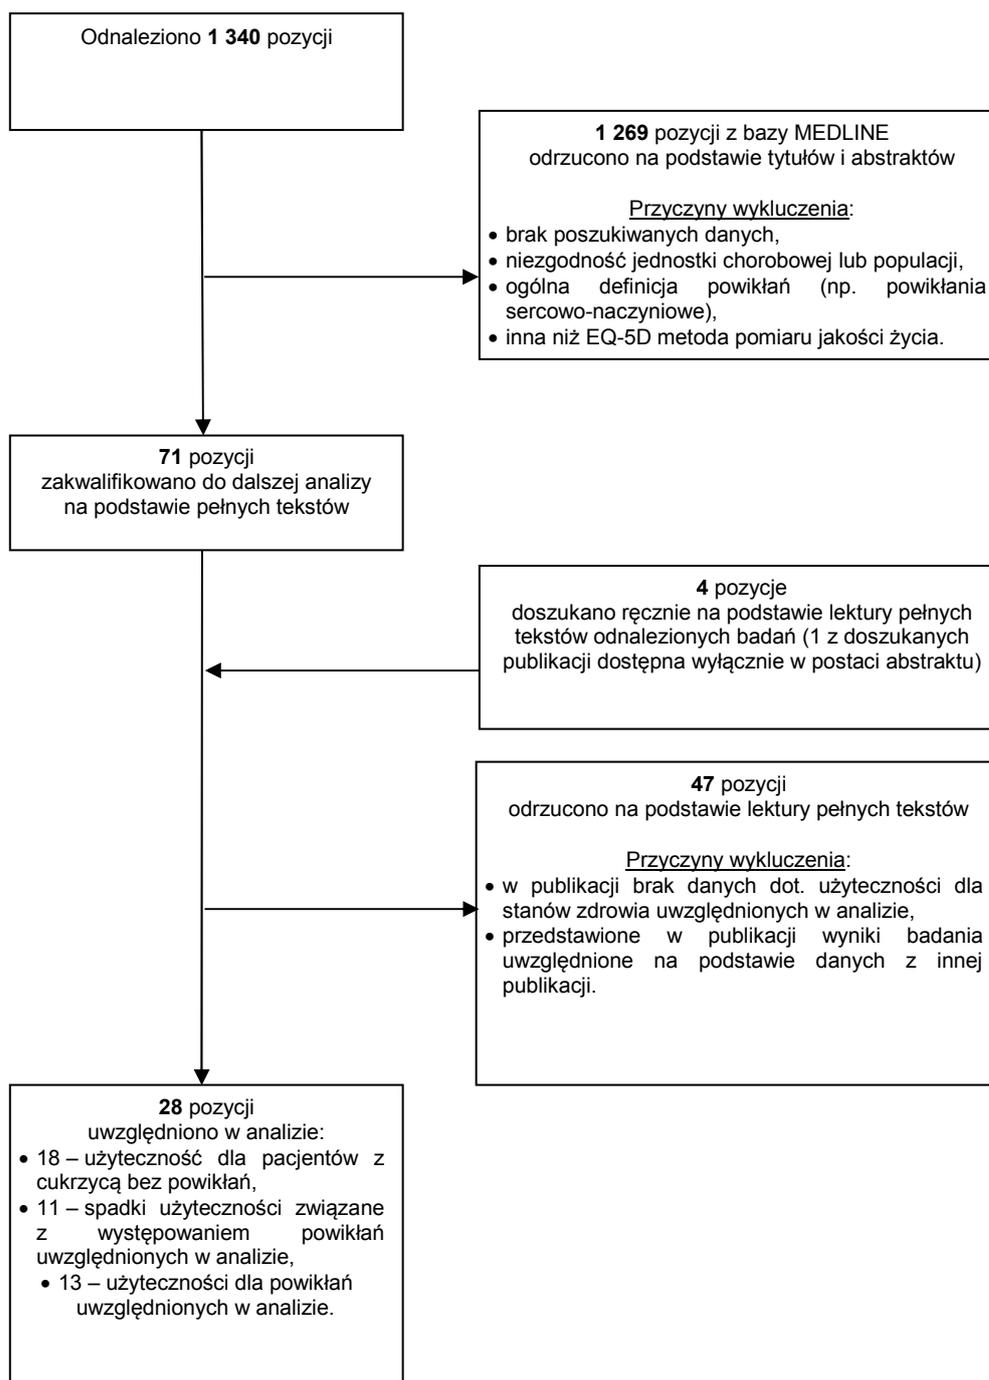 Odnaleziono 1 340 pozycji
1 269 pozycji z bazy MEDLINE
odrzucono na podstawie tytułów i abstraktów
Przyczyny wykluczenia:
• brak poszukiwanych danych,
• niezgodność jednostki chorobowej lub populacji,
• ogólna definicja powikłań (np. powikłania
sercowo-naczyniowe),
• inna niż EQ-5D metoda pomiaru jakości życia.
71 pozycji
zakwalifikowano do dalszej analizy
na podstawie pełnych tekstów
4 pozycje
doszukano ręcznie na podstawie lektury pełnych
tekstów odnalezionych badań (1 z doszukanych
publikacji dostępna wyłącznie w postaci abstraktu)
47 pozycji
odrzucono na podstawie lektury pełnych tekstów
Przyczyny wykluczenia:
• w publikacji brak danych dot. użyteczności dla
stanów zdrowia uwzględnionych w analizie,
• przedstawione w publikacji wyniki badania
uwzględnione na podstawie danych z innej
publikacji.
28 pozycji
uwzględniono w analizie:
• 18 – użyteczność dla pacjentów z
cukrzycą bez powikłań,
• 11 – spadki użyteczności związane
z występowaniem powikłań
uwzględnionych w analizie,
• 13 – użyteczności dla powikłań
uwzględnionych w analizie.